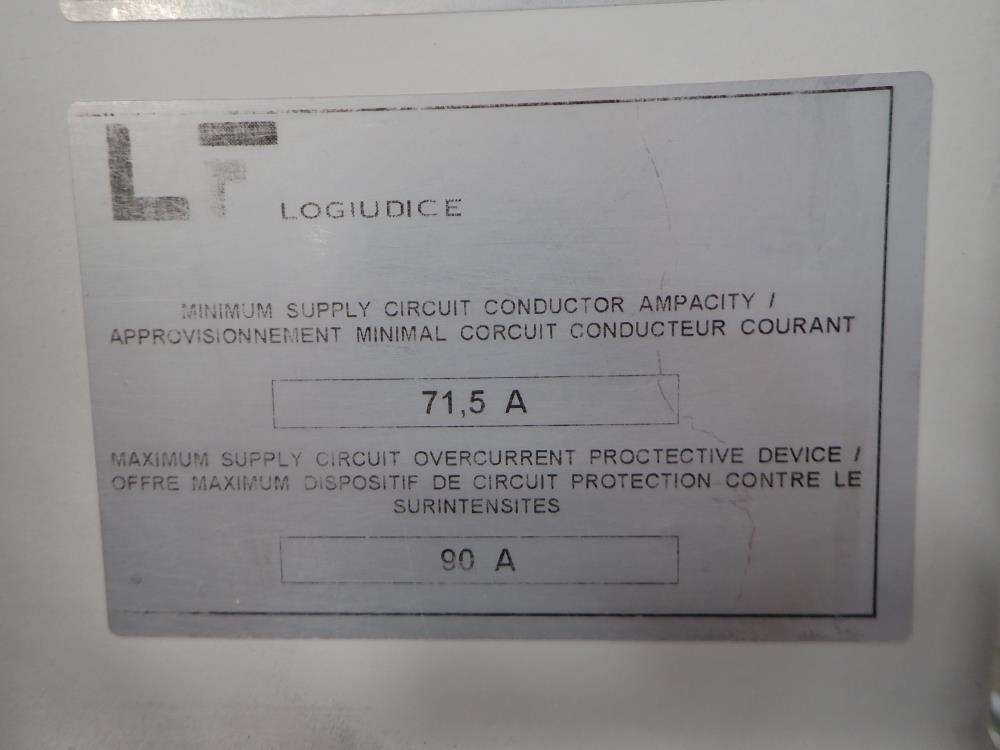 LF
LOGIUDICE
MINIMUM SUPPLY CIRCUIT CONDUCTOR AMPACITY /
APPROVISIONNEMENT MINIMAL CORCUIT CONDUCTEUR COURANT
71,5 A
MAXIMUM SUPPLY CIRCUIT OVERCURRENT PROCTECTIVE DEVICE /
OFFRE MAXIMUM DISPOSITIF DE CIRCUIT PROTECTION CONTRE LE
SURINTENSITES
90 A